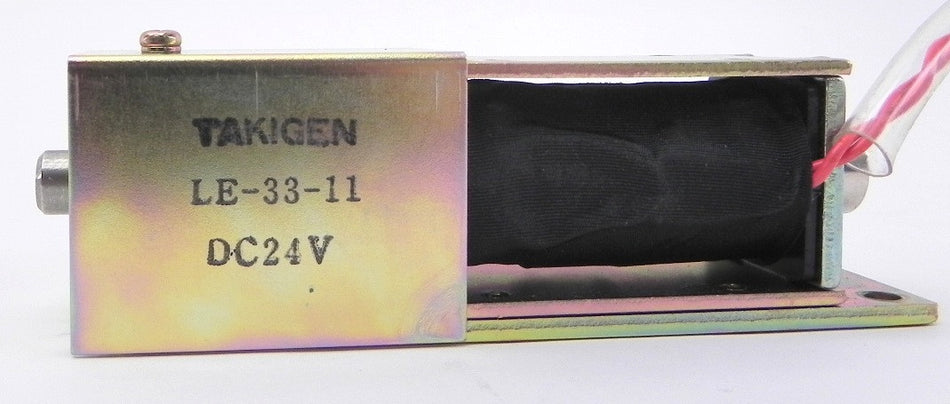 TAKIGEN
LE-33-11
DC24V